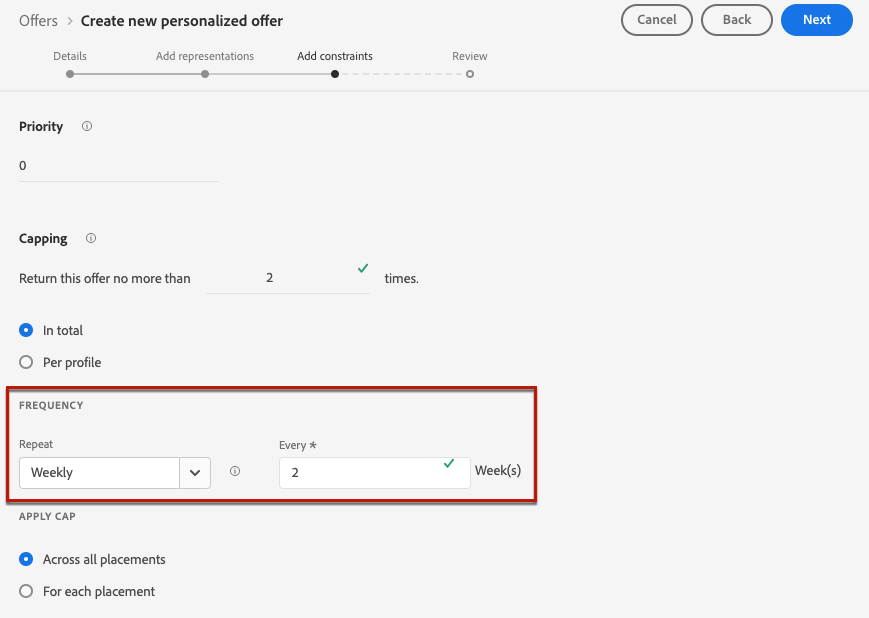 Offers > Create new personalized offer Cancel Back Next
Details Add representations Add constraints Review
Priority
0
Capping
Return this offer no more than 2 times.
In total
Per profile
FREQUENCY
Repeat Every *
Weekly 2 Week(s)
APPLY CAP
Across all placements
For each placement